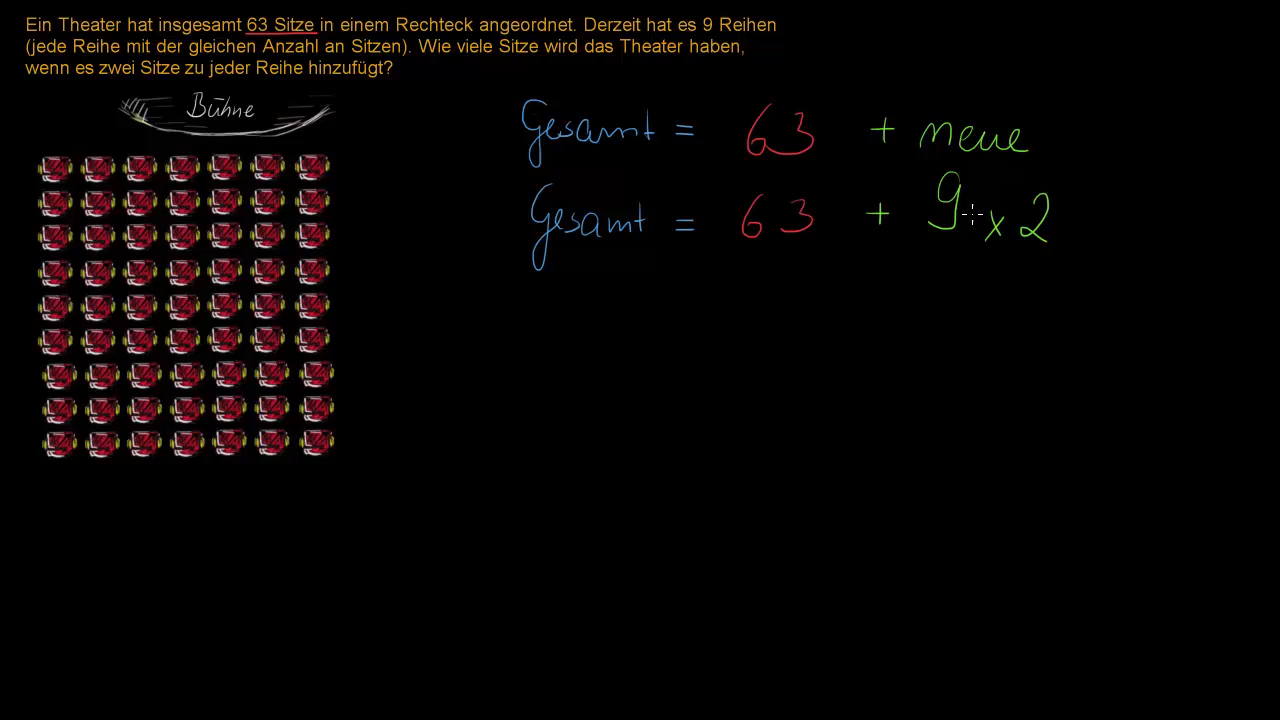 Ein Theater hat insgesamt 63 Sitze in einem Rechteck angeordnet. Derzeit hat es 9 Reihen
(jede Reihe mit der gleichen Anzahl an Sitzen). Wie viele Sitze wird das Theater haben,
wenn es zwei Sitze zu jeder Reihe hinzufügt?
Bühne
Gesamt = 63 + neue
Gesamt = 63 + 9 x 2